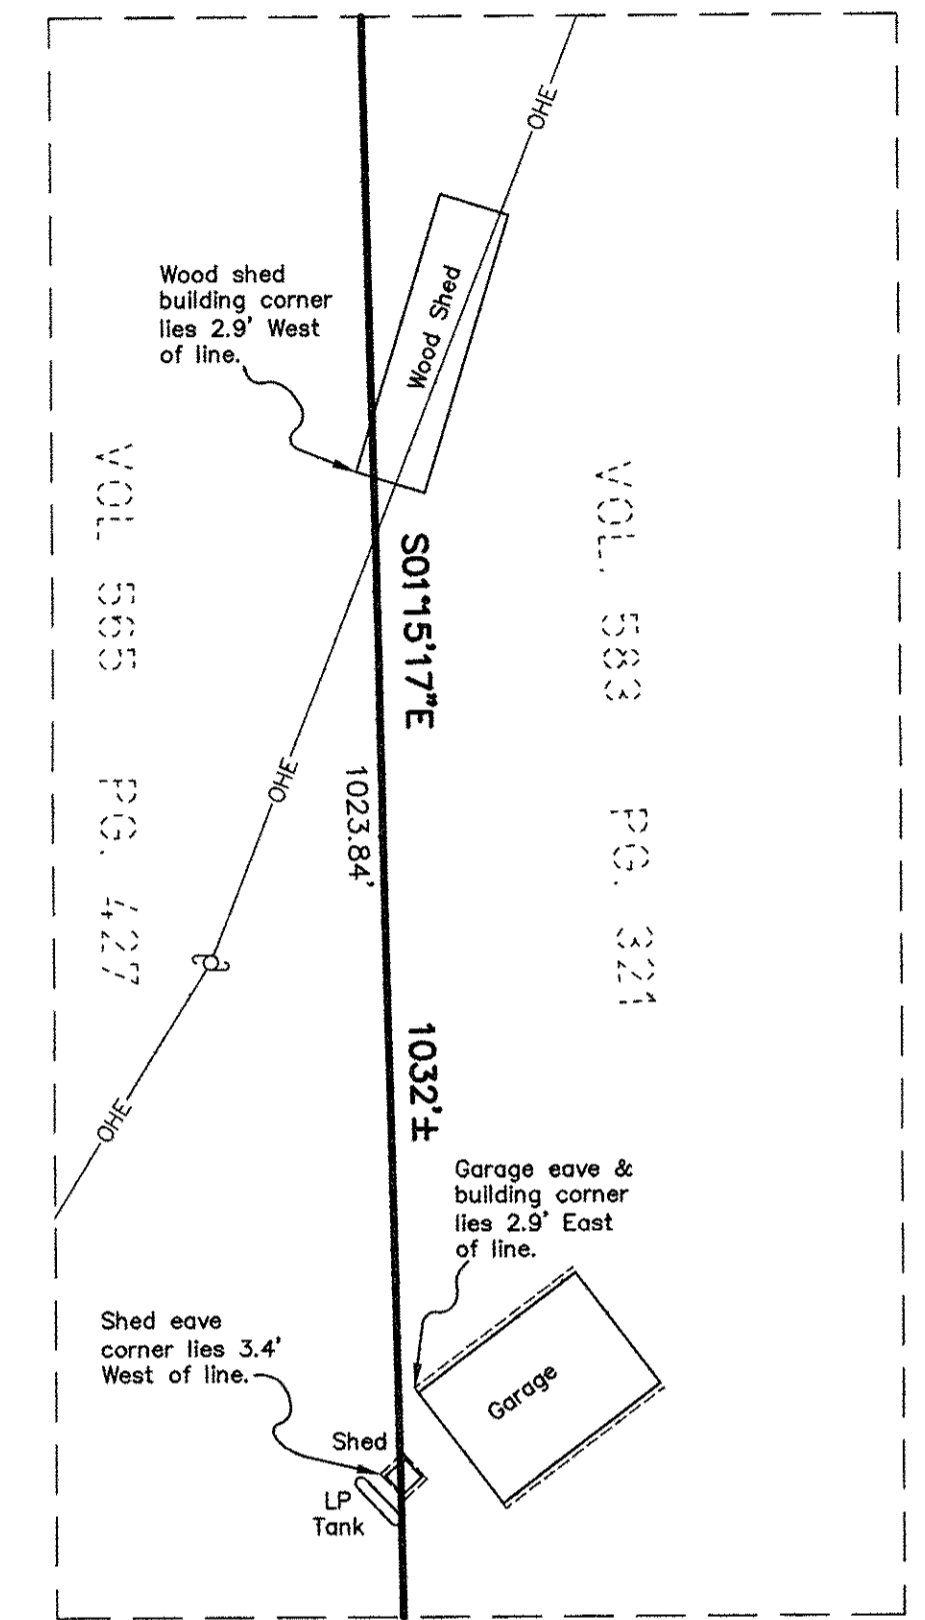 OHE
Wood shed
building corner
lies 2.9' West
of line.
Wood Shed
VOL. 565 PG. 427
VOL. 583 PG. 321
S01°15'17"E
1023.84'
OHE
1032'±
OHE
Garage eave &
building corner
lies 2.9' East
of line.
Shed eave
corner lies 3.4'
West of line.
Garage
Shed
LP
Tank